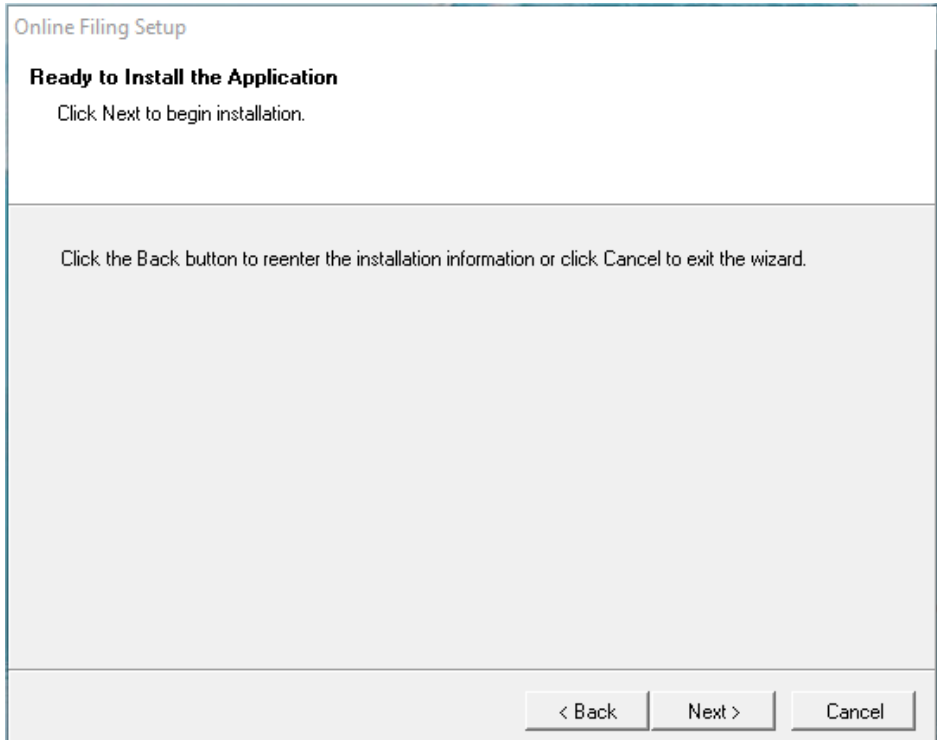 Online Filing Setup
Ready to Install the Application
Click Next to begin installation.
Click the Back button to reenter the installation information or click Cancel to exit the wizard.
< Back
Next >
Cancel